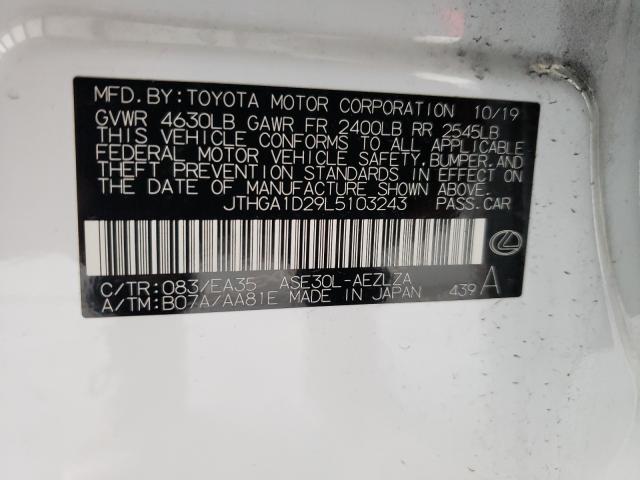 MFD.BY:TOYOTA MOTOR CORPORATION 10/19
GVWR 4630LB GAWR FR 2400LB RR 2545LB
THIS VEHICLE CONFORMS TO ALL APPLICABLE
FEDERAL MOTOR VEHICLE SAFETY,BUMPER,AND
THEFT PREVENTION STANDARDS IN EFFECT ON
THE DATE OF MANUFACTURE SHOWN ABOVE.
JTHGA1D29L5103243 PASS.CAR
C/TR:083/EA35 ASE30L-AEZLZA
A/TM:B07A/AA81E MADE IN JAPAN 439 A